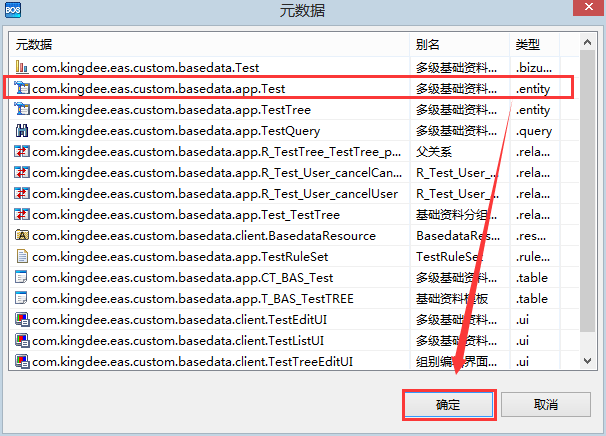 BOS
元数据
元数据 别名 类型
com.kingdee.eas.custom.basedata.Test 多级基础资料... .bizu...
com.kingdee.eas.custom.basedata.app.Test 多级基础资料... .entity
com.kingdee.eas.custom.basedata.app.TestTree 多级基础资料... .entity
com.kingdee.eas.custom.basedata.app.TestQuery 多级基础资料... .query
com.kingdee.eas.custom.basedata.app.R_TestTree_TestTree_p... 父关系 .rela...
com.kingdee.eas.custom.basedata.app.R_Test_User_cancelCan... R_Test_User_... .rela...
com.kingdee.eas.custom.basedata.app.R_Test_User_cancelUser R_Test_User_... .rela...
com.kingdee.eas.custom.basedata.app.Test_TestTree 基础资料分组... .rela...
com.kingdee.eas.custom.basedata.client.BasedataResource BasedataRes... .res...
com.kingdee.eas.custom.basedata.app.TestRuleSet TestRuleSet .rule...
com.kingdee.eas.custom.basedata.app.CT_BAS_Test 多级基础资料... .table
com.kingdee.eas.custom.basedata.app.T_BAS_TestTREE 基础资料模板 .table
com.kingdee.eas.custom.basedata.client.TestEditUI 多级基础资料... .ui
com.kingdee.eas.custom.basedata.client.TestListUI 多级基础资料... .ui
com.kingdee.eas.custom.basedata.client.TestTreeEditUI 组别编辑界面... .ui
确定 取消